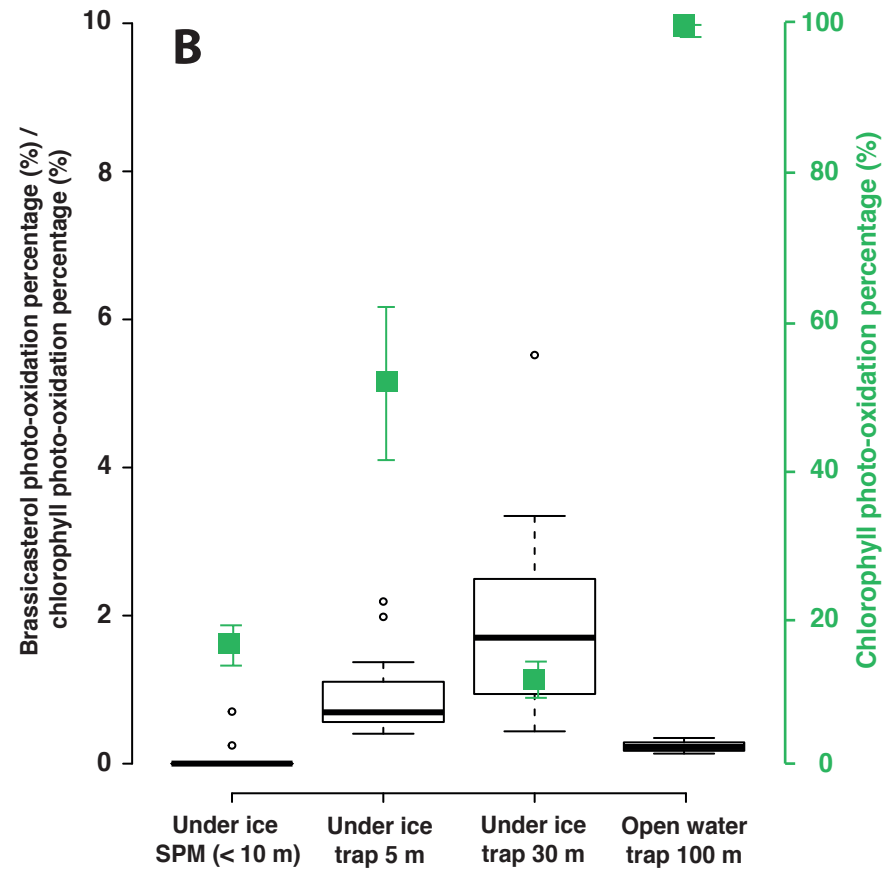 B
Brassicasterol photo-oxidation percentage (%) /
chlorophyll photo-oxidation percentage (%)
10
8
6
4
2
0
100
80
60
40
20
0
Chlorophyll photo-oxidation percentage (%)
Under ice
SPM (< 10 m)
Under ice
trap 5 m
Under ice
trap 30 m
Open water
trap 100 m